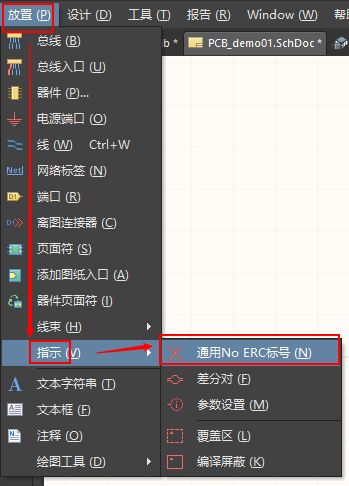 放置 (P) 设计 (D) 工具 (T) 报告 (R) Window (W) 帮助 (H)
b * PCB_demo01.SchDoc *
总线 (B)
总线入口 (U)
器件 (P)...
电源端口 (O)
线 (W) Ctrl+W
Net 网络标签 (N)
D1 端口 (R)
D1 离图连接器 (C)
页面符 (S)
添加图纸入口 (A)
器件页面符 (I)
线束 (H)
指示 (V)
通用No ERC标号 (N)
差分对 (F)
参数设置 (M)
覆盖区 (L)
编译屏蔽 (K)
A 文本字符串 (T)
A 文本框 (F)
注释 (O)
绘图工具 (D)